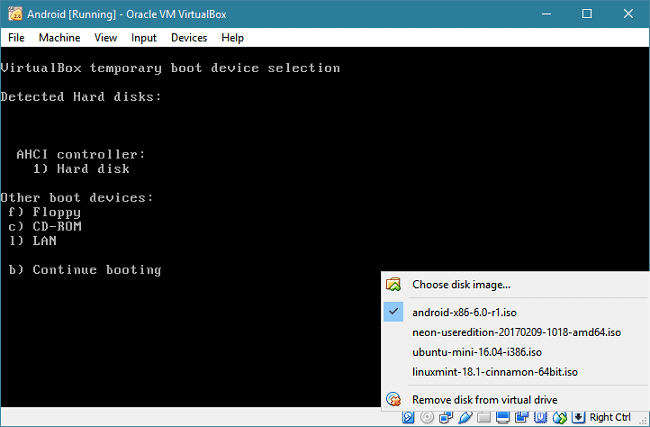 Android [Running] - Oracle VM VirtualBox
File Machine View Input Devices Help
VirtualBox temporary boot device selection
Detected Hard disks:
AHCI controller:
1) Hard disk
Other boot devices:
f) Floppy
c) CD-ROM
l) LAN
b) Continue booting
Choose disk image...
android-x86-6.0-r1.iso
neon-useredition-20170209-1018-amd64.iso
ubuntu-mini-16.04-i386.iso
linuxmint-18.1-cinnamon-64bit.iso
Remove disk from virtual drive
Right Ctrl